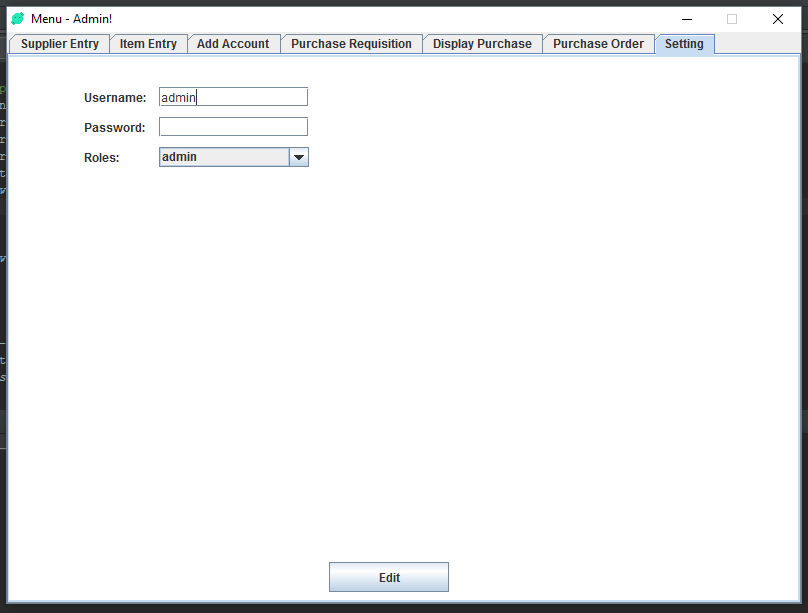 Menu - Admin!
Supplier Entry Item Entry Add Account Purchase Requisition Display Purchase Purchase Order Setting
Username: admin
Password:
Roles: admin
Edit